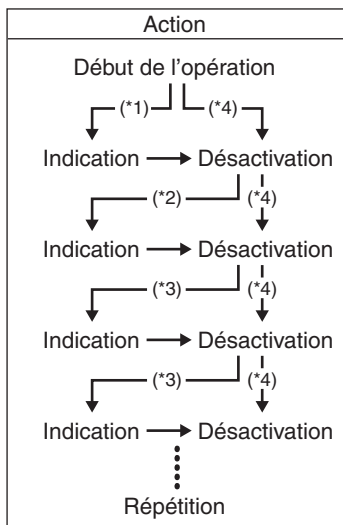 Action
Début de l'opération
(*1) (*4)
Indication Désactivation
(*2) (*4)
Indication Désactivation
(*3) (*4)
Indication Désactivation
(*3) (*4)
Indication Désactivation
Répétition